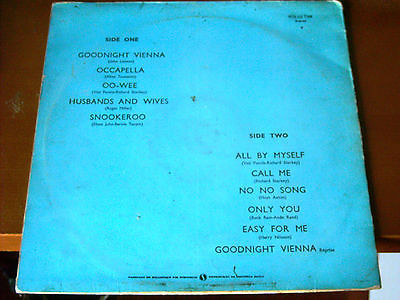 SIDE ONE
GOODNIGHT VIENNA
(John Lennon)
OCCAPELLA
(Allen Toussaint)
OO-WEE
(Vini Poncia-Richard Starkey)
HUSBANDS AND WIVES
(Roger Miller)
SNOOKEROO
(Elton John-Bernie Taupin)
SIDE TWO
ALL BY MYSELF
(Vini Poncia-Richard Starkey)
CALL ME
(Richard Starkey)
NO NO SONG
(Hoyt Axton)
ONLY YOU
(Buck Ram-Ande Rand)
EASY FOR ME
(Harry Nilsson)
GOODNIGHT VIENNA Reprise